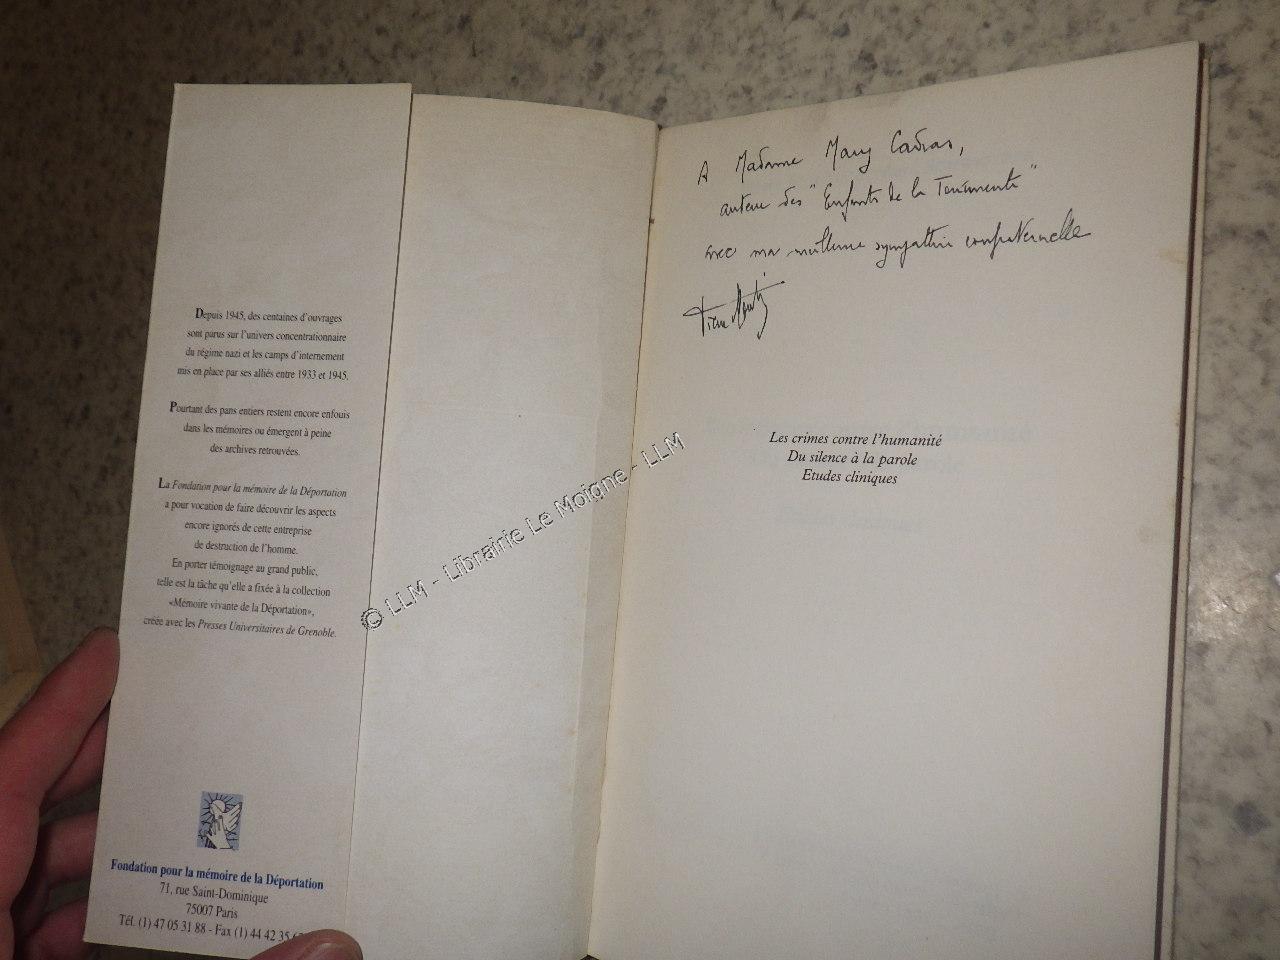 Depuis 1945, des centaines d'ouvrages
sont parus sur l'univers concentrationnaire
du régime nazi et les camps d'internement
mis en place par ses alliés entre 1933 et 1945.
Pourtant des pans entiers restent encore enfouis
dans les mémoires ou émergent à peine
des archives retrouvées.
La Fondation pour la mémoire de la Déportation
a pour vocation de faire découvrir les aspects
encore ignorés de cette entreprise
de destruction de l'homme.
En porter témoignage au grand public,
telle est la tâche qu'elle a fixée à la collection
«Mémoire vivante de la Déportation»,
créée avec les Presses Universitaires de Grenoble.
Fondation pour la mémoire de la Déportation
71, rue Saint-Dominique
75007 Paris
Tél. (1) 47 05 31 88 - Fax (1) 44 42 35
© LLM - Librairie Le Moigne - LLM
A Madame Mary Cadras,
auteur des "Enfants de la Tourmente"
avec ma meilleure sympathie confraternelle
Les crimes contre l'humanité
Du silence à la parole
Etudes cliniques